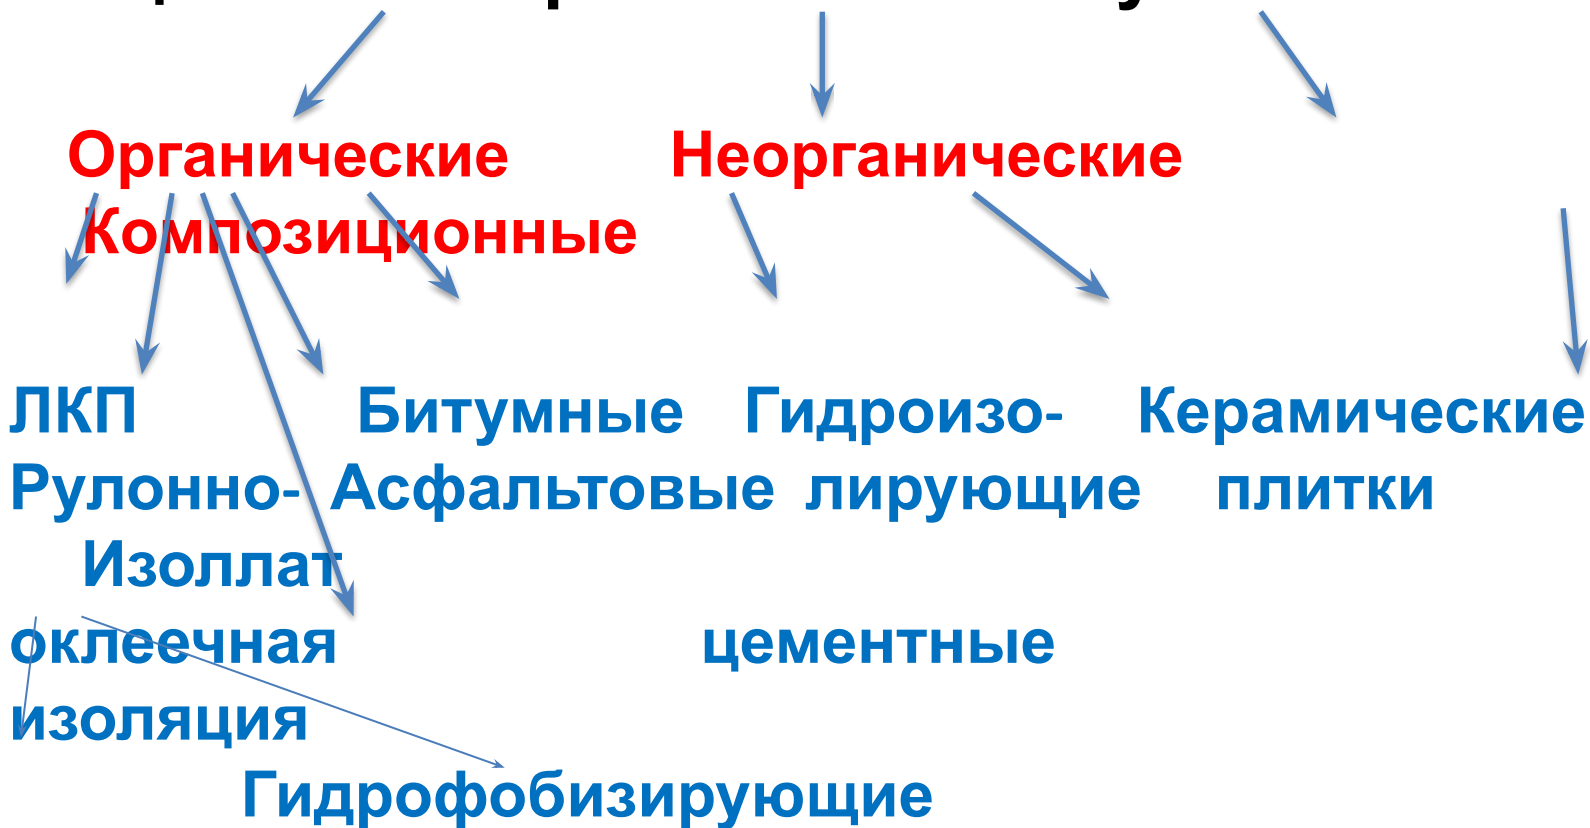 Органические Неорганические
Композиционные
ЛКП Битумные Гидроизо- Керамические
Рулонно- Асфальтовые лирующие плитки
Изоллат
оклеечная цементные
изоляция
Гидрофобизирующие